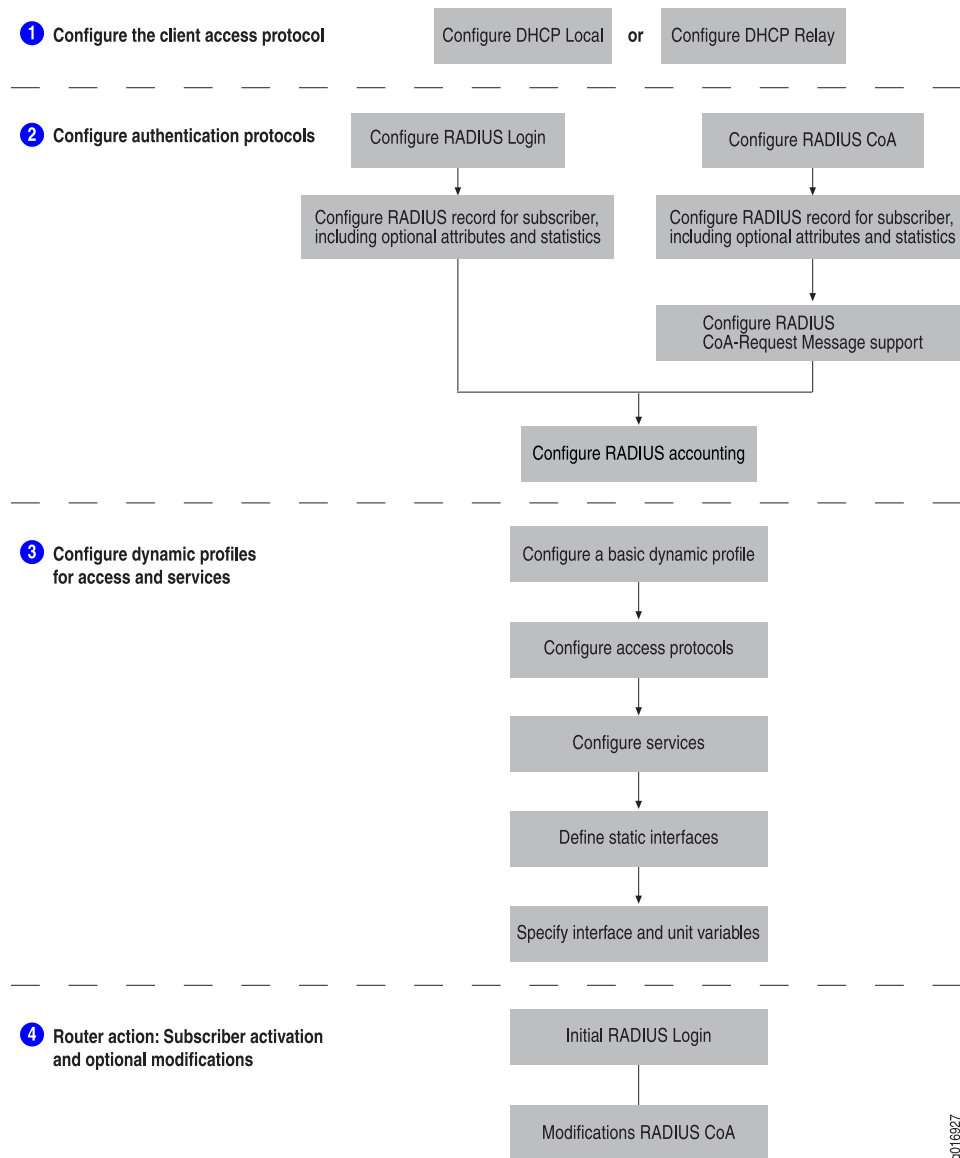 1 Configure the client access protocol
Configure DHCP Local or Configure DHCP Relay
2 Configure authentication protocols
Configure RADIUS Login
Configure RADIUS record for subscriber,
including optional attributes and statistics
Configure RADIUS CoA
Configure RADIUS record for subscriber,
including optional attributes and statistics
Configure RADIUS
CoA-Request Message support
Configure RADIUS accounting
3 Configure dynamic profiles
for access and services
Configure a basic dynamic profile
Configure access protocols
Configure services
Define static interfaces
Specify interface and unit variables
4 Router action: Subscriber activation
and optional modifications
Initial RADIUS Login
Modifications RADIUS CoA
g016927